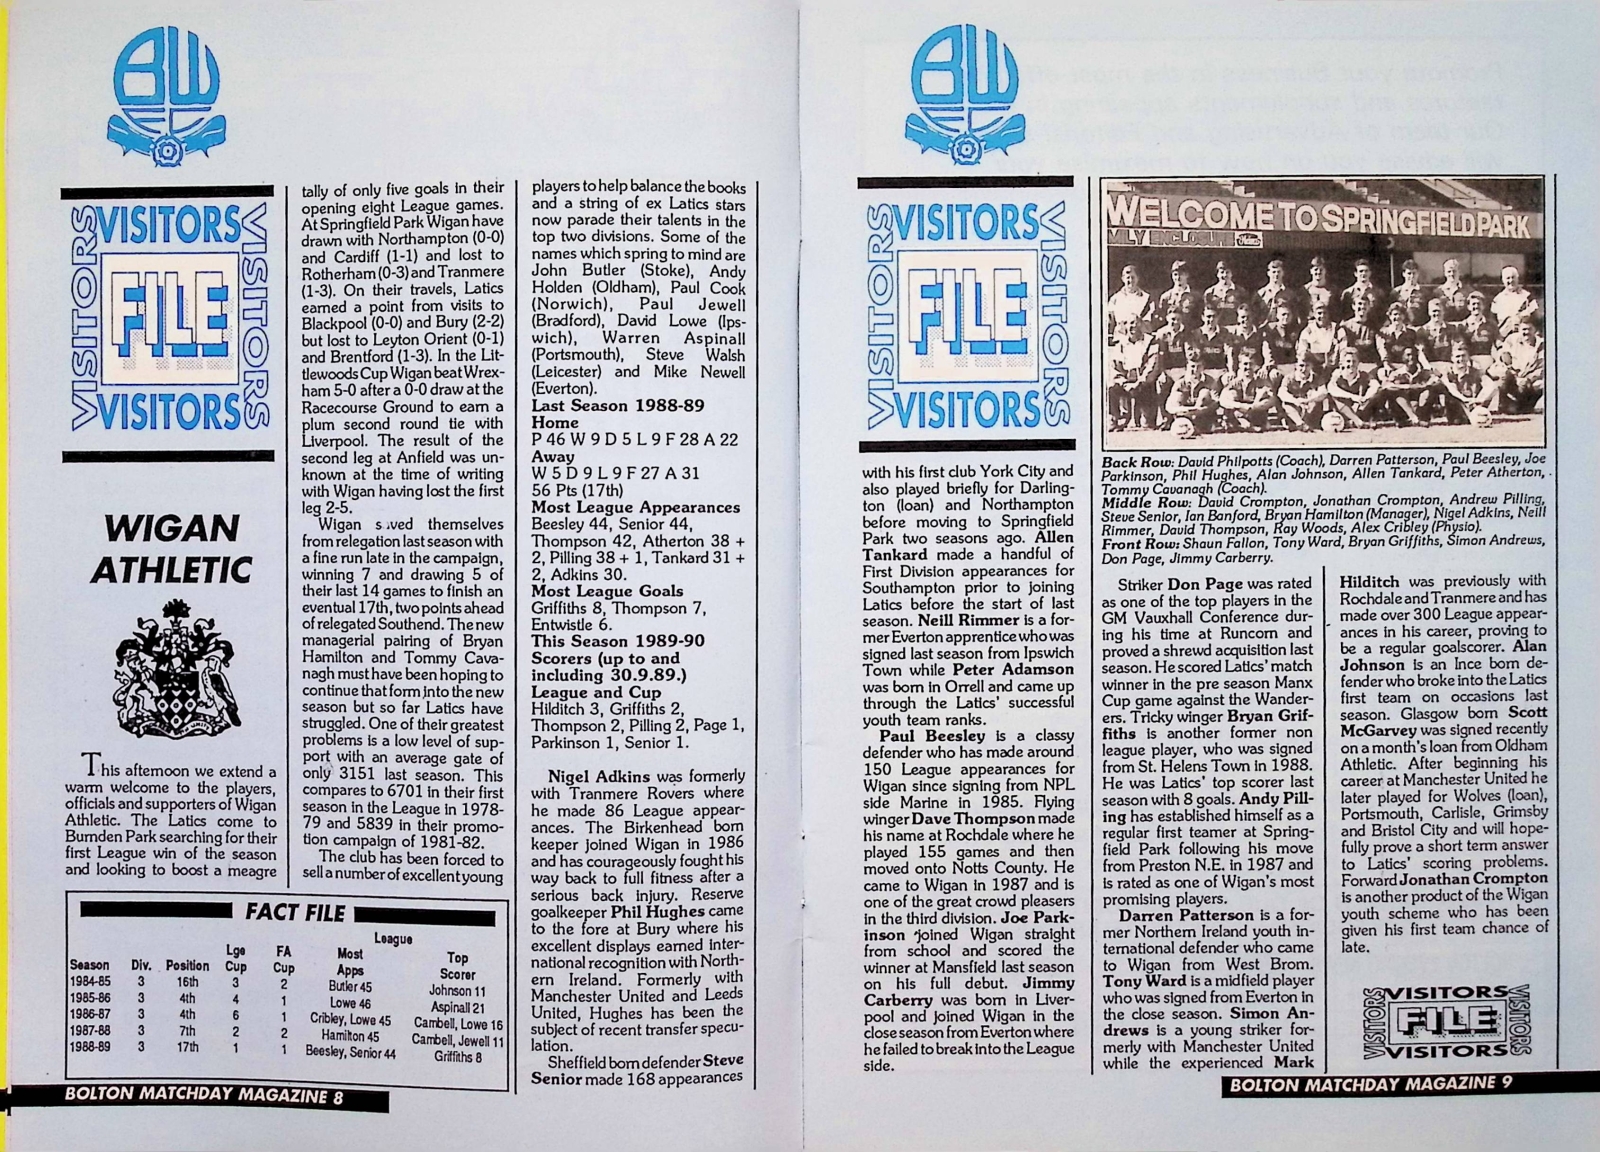 BW
VISITORS
VISITORS
VISITORS
FILE
VISITORS
WIGAN
ATHLETIC
This afternoon we extend a
warm welcome to the players,
officials and supporters of Wigan
Athletic. The Latics come to
Burnden Park searching for their
first League win of the season
and looking to boost a meagre
tally of only five goals in their
opening eight League games.
At Springfield Park Wigan have
drawn with Northampton (0-0)
and Cardiff (1-1) and lost to
Rotherham (0-3) and Tranmere
(1-3). On their travels, Latics
earned a point from visits to
Blackpool (0-0) and Bury (2-2)
but lost to Leyton Orient (0-1)
and Brentford (1-3). In the Lit-
tlewoods Cup Wigan beat Wrex-
ham 5-0 after a 0-0 draw at the
Racecourse Ground to earn a
plum second round tie with
Liverpool. The result of the
second leg at Anfield was un-
known at the time of writing
with Wigan having lost the first
leg 2-5.
Wigan saved themselves
from relegation last season with
a fine run late in the campaign,
winning 7 and drawing 5 of
their last 14 games to finish an
eventual 17th, two points ahead
of relegated Southend. The new
managerial pairing of Bryan
Hamilton and Tommy Cava-
nagh must have been hoping to
continue that form into the new
season but so far Latics have
struggled. One of their greatest
problems is a low level of sup-
port with an average gate of
only 3151 last season. This
compares to 6701 in their first
season in the League in 1978-
79 and 5839 in their promo-
tion campaign of 1981-82.
The club has been forced to
sell a number of excellent young
players to help balance the books
and a string of ex Latics stars
now parade their talents in the
top two divisions. Some of the
names which spring to mind are
John Butler (Stoke), Andy
Holden (Oldham), Paul Cook
(Norwich), Paul Jewell
(Bradford), David Lowe (Ips-
wich), Warren Aspinall
(Portsmouth), Steve Walsh
(Leicester) and Mike Newell
(Everton).
Last Season 1988-89
Home
P 46 W 9 D 5 L 9 F 28 A 22
Away
W 5 D 9 L 9 F 27 A 31
56 Pts (17th)
Most League Appearances
Beesley 44, Senior 44,
Thompson 42, Atherton 38 +
2, Pilling 38 + 1, Tankard 31 +
2, Adkins 30.
Most League Goals
Griffiths 8, Thompson 7,
Entwistle 6.
This Season 1989-90
Scorers (up to and
including 30.9.89.)
League and Cup
Hilditch 3, Griffiths 2,
Thompson 2, Pilling 2, Page 1,
Parkinson 1, Senior 1.
Nigel Adkins was formerly
with Tranmere Rovers where
he made 86 League appear-
ances. The Birkenhead born
keeper joined Wigan in 1986
and has courageously fought his
way back to full fitness after a
serious back injury. Reserve
goalkeeper Phil Hughes came
to the fore at Bury where his
excellent displays earned inter-
national recognition with North-
ern Ireland. Formerly with
Manchester United and Leeds
United, Hughes has been the
subject of recent transfer specu-
lation.
Sheffield born defender Steve
Senior made 168 appearances
FACT FILE
League
Season Div. Position Lge Cup FA Cup Most Apps Top Scorer
1984-85 3 16th 3 2 Butler 45 Johnson 11
1985-86 3 4th 4 1 Lowe 46 Aspinall 21
1986-87 3 4th 6 1 Cribley, Lowe 45 Cambell, Lowe 16
1987-88 3 7th 2 2 Hamilton 45 Cambell, Jewell 11
1988-89 3 17th 1 1 Beesley, Senior 44 Griffiths 8
BOLTON MATCHDAY MAGAZINE 8
BW
VISITORS
VISITORS
VISITORS
FILE
VISITORS
with his first club York City and
also played briefly for Darling-
ton (loan) and Northampton
before moving to Springfield
Park two seasons ago. Allen
Tankard made a handful of
First Division appearances for
Southampton prior to joining
Latics before the start of last
season. Neill Rimmer is a for-
mer Everton apprentice who was
signed last season from Ipswich
Town while Peter Adamson
was born in Orrell and came up
through the Latics' successful
youth team ranks.
Paul Beesley is a classy
defender who has made around
150 League appearances for
Wigan since signing from NPL
side Marine in 1985. Flying
winger Dave Thompson made
his name at Rochdale where he
played 155 games and then
moved onto Notts County. He
came to Wigan in 1987 and is
one of the great crowd pleasers
in the third division. Joe Park-
inson joined Wigan straight
from school and scored the
winner at Mansfield last season
on his full debut. Jimmy
Carberry was born in Liver-
pool and joined Wigan in the
close season from Everton where
he failed to break into the League
side.
WELCOME TO SPRINGFIELD PARK
MILY ENCLOSURE
Back Row: David Philpotts (Coach), Darren Patterson, Paul Beesley, Joe
Parkinson, Phil Hughes, Alan Johnson, Allen Tankard, Peter Atherton,
Tommy Cavanagh (Coach).
Middle Row: David Crompton, Jonathan Crompton, Andrew Pilling,
Steve Senior, Ian Banford, Bryan Hamilton (Manager), Nigel Adkins, Neill
Rimmer, David Thompson, Ray Woods, Alex Cribley (Physio).
Front Row: Shaun Fallon, Tony Ward, Bryan Griffiths, Simon Andrews,
Don Page, Jimmy Carberry.
Striker Don Page was rated
as one of the top players in the
GM Vauxhall Conference dur-
ing his time at Runcorn and
proved a shrewd acquisition last
season. He scored Latics' match
winner in the pre season Manx
Cup game against the Wander-
ers. Tricky winger Bryan Grif-
fiths is another former non
league player, who was signed
from St. Helens Town in 1988.
He was Latics' top scorer last
season with 8 goals. Andy Pill-
ing has established himself as a
regular first teamer at Spring-
field Park following his move
from Preston N.E. in 1987 and
is rated as one of Wigan's most
promising players.
Darren Patterson is a for-
mer Northern Ireland youth in-
ternational defender who came
to Wigan from West Brom.
Tony Ward is a midfield player
who was signed from Everton in
the close season. Simon An-
drews is a young striker for-
merly with Manchester United
while the experienced Mark
Hilditch was previously with
Rochdale and Tranmere and has
made over 300 League appear-
ances in his career, proving to
be a regular goalscorer. Alan
Johnson is an Ince born de-
fender who broke into the Latics
first team on occasions last
season. Glasgow born Scott
McGarvey was signed recently
on a month's loan from Oldham
Athletic. After beginning his
career at Manchester United he
later played for Wolves (loan),
Portsmouth, Carlisle, Grimsby
and Bristol City and will hope-
fully prove a short term answer
to Latics' scoring problems.
Forward Jonathan Crompton
is another product of the Wigan
youth scheme who has been
given his first team chance of
late.
VISITORS
VISITORS
FILE
VISITORS
VISITORS
BOLTON MATCHDAY MAGAZINE 9